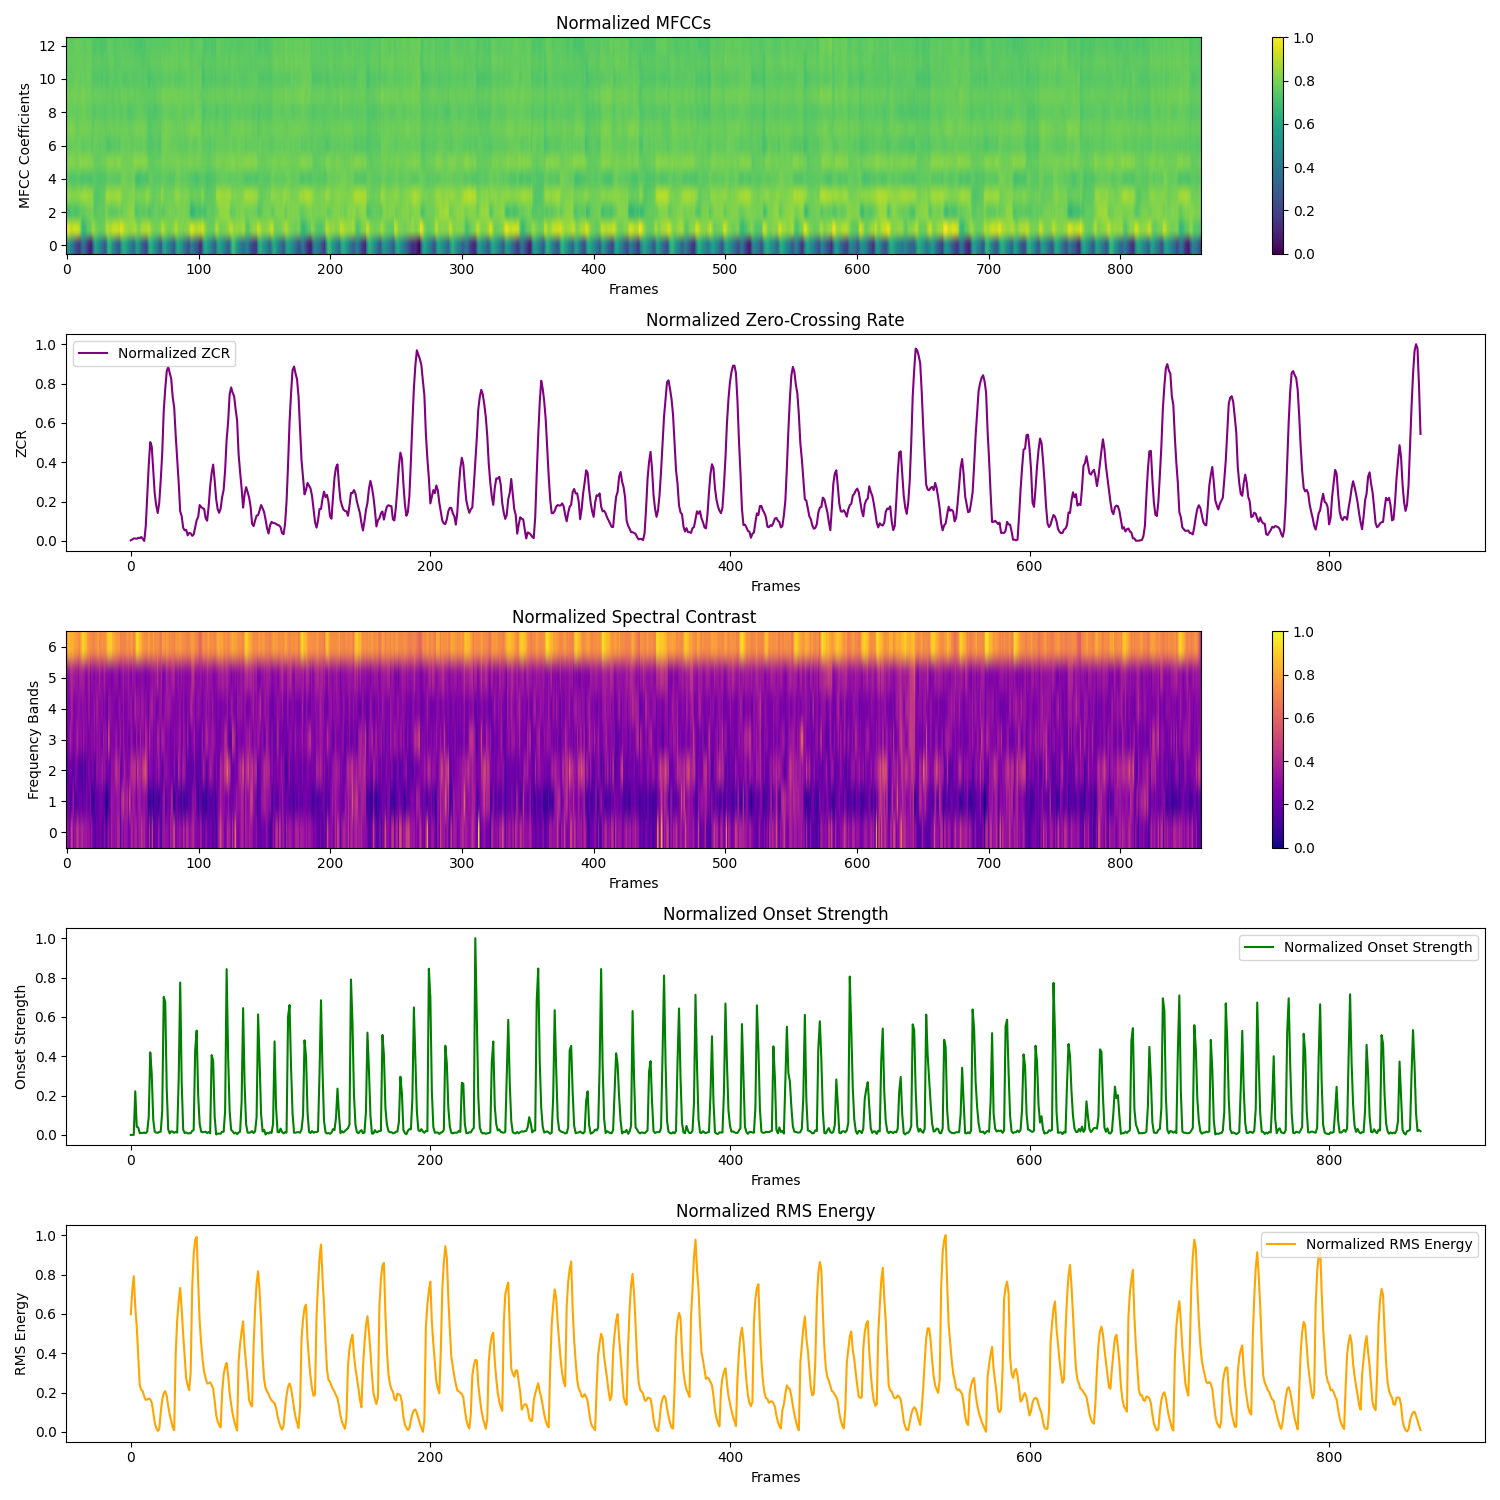 Normalized MFCCs
MFCC Coefficients
12
10
8
6
4
2
0
0 100 200 300 400 500 600 700 800
Frames
1.0
0.8
0.6
0.4
0.2
0.0
Normalized Zero-Crossing Rate
Normalized ZCR
ZCR
1.0
0.8
0.6
0.4
0.2
0.0
0 200 400 600 800
Frames
Normalized Spectral Contrast
Frequency Bands
6
5
4
3
2
1
0
0 100 200 300 400 500 600 700 800
Frames
1.0
0.8
0.6
0.4
0.2
0.0
Normalized Onset Strength
Normalized Onset Strength
Onset Strength
1.0
0.8
0.6
0.4
0.2
0.0
0 200 400 600 800
Frames
Normalized RMS Energy
Normalized RMS Energy
RMS Energy
1.0
0.8
0.6
0.4
0.2
0.0
0 200 400 600 800
Frames